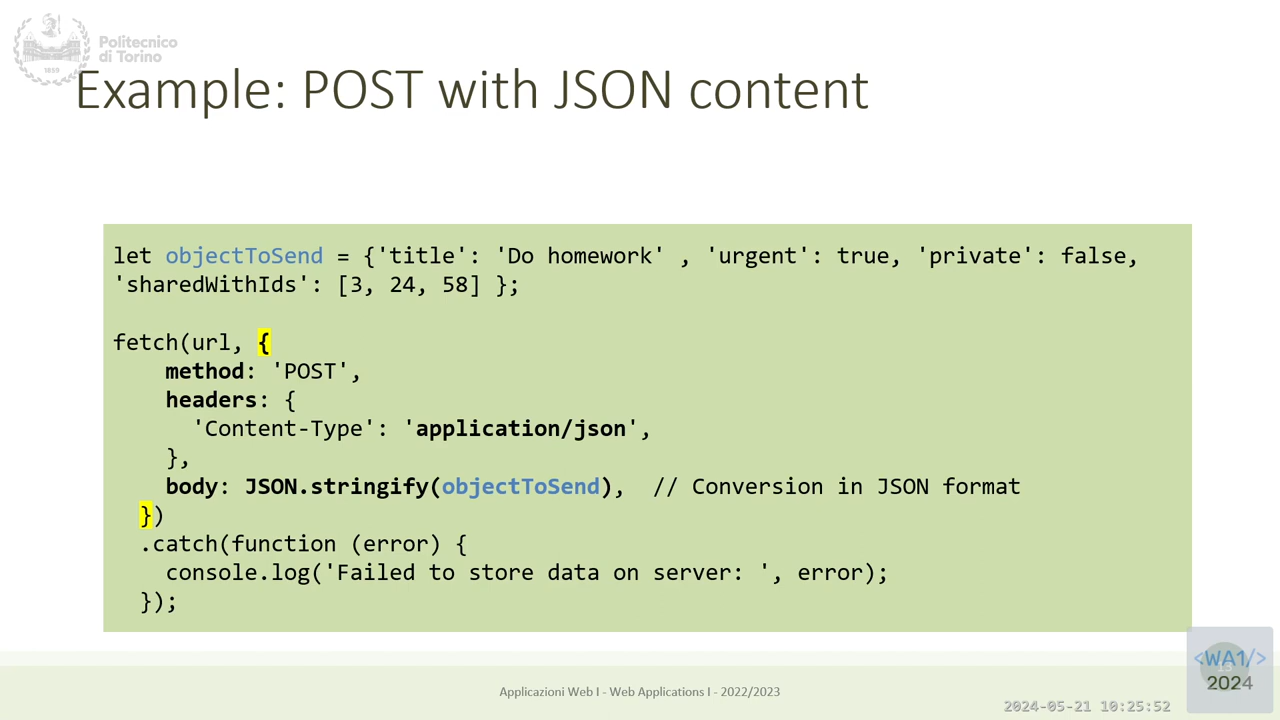 Politecnico
di Torino
1859
Example: POST with JSON content
let objectToSend = {'title': 'Do homework' , 'urgent': true, 'private': false,
'sharedWithIds': [3, 24, 58] };
fetch(url, {
method: 'POST',
headers: {
'Content-Type': 'application/json',
},
body: JSON.stringify(objectToSend), // Conversion in JSON format
})
.catch(function (error) {
console.log('Failed to store data on server: ', error);
});
<WA1/>
2024
Applicazioni Web I - Web Applications I - 2022/2023
2024-05-21 10:25:52